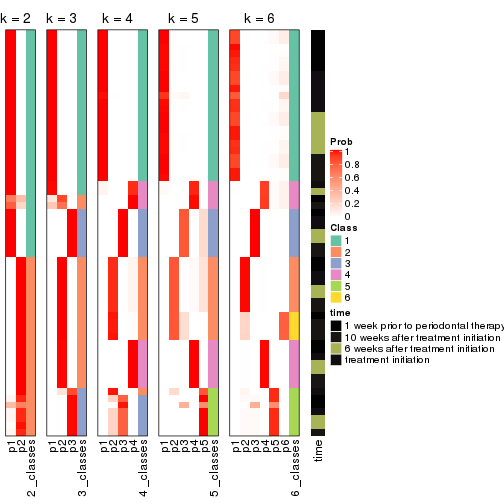 k = 2 k = 3 k = 4 k = 5 k = 6
Prob
1
0.8
0.6
0.4
0.2
0
Class
1
2
3
4
5
6
time
1 week prior to periodontal therapy
10 weeks after treatment initiation
6 weeks after treatment initiation
treatment initiation
p1 p2 2_classes p1 p2 p3 3_classes p1 p2 p3 p4 4_classes p1 p2 p3 p4 p5 5_classes p1 p2 p3 p4 p5 p6 6_classes time